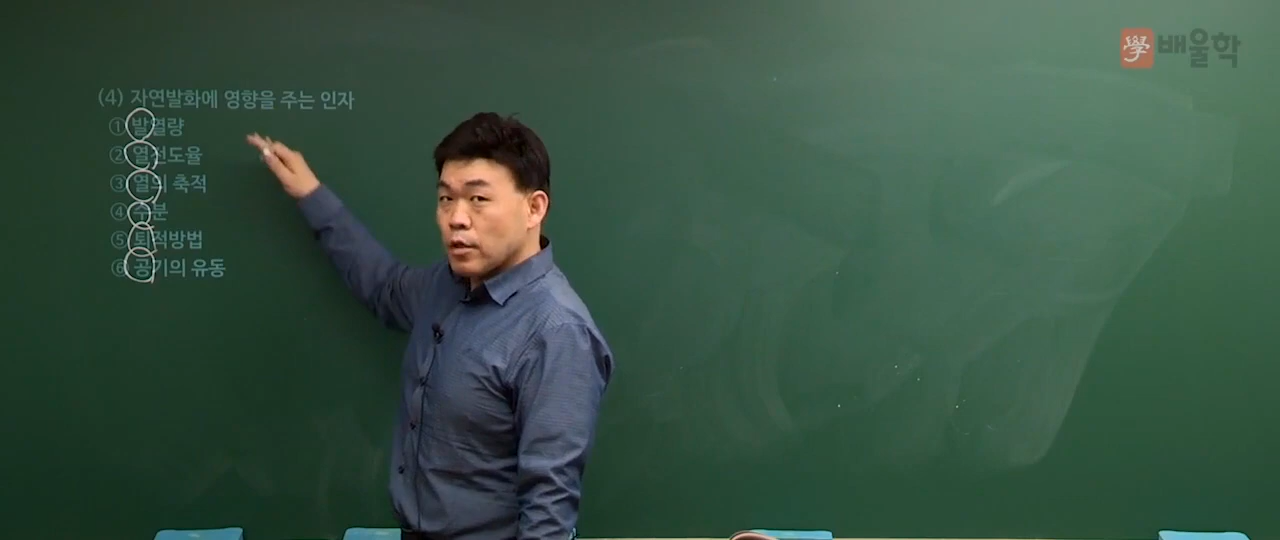 學 배울학
(4) 자연발화에 영향을 주는 인자
① 발열량
② 열전도율
③ 열의 축적
④ 수분
⑤ 퇴적방법
⑥ 공기의 유동